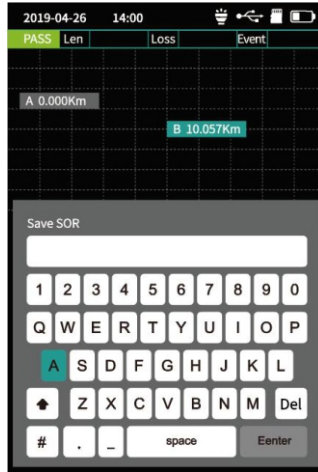 2019-04-26 14:00
PASS Len Loss Event
A 0.000Km
B 10.057Km
Save SOR
1 2 3 4 5 6 7 8 9 0
Q W E R T Y U I O P
A S D F G H J K L
Z X C V B N M Del
# . _ space Eenter